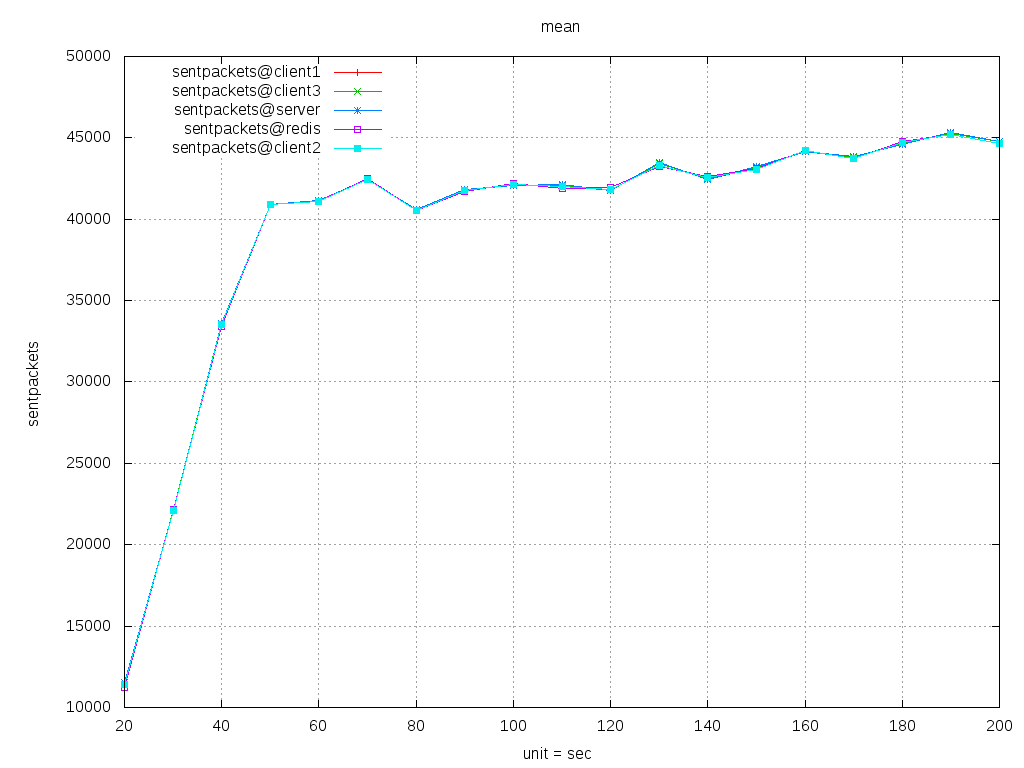 mean
50000
45000
40000
35000
30000
25000
20000
15000
10000
sentpackets
sentpackets@client1
sentpackets@client3
sentpackets@server
sentpackets@redis
sentpackets@client2
20 40 60 80 100 120 140 160 180 200
unit = sec